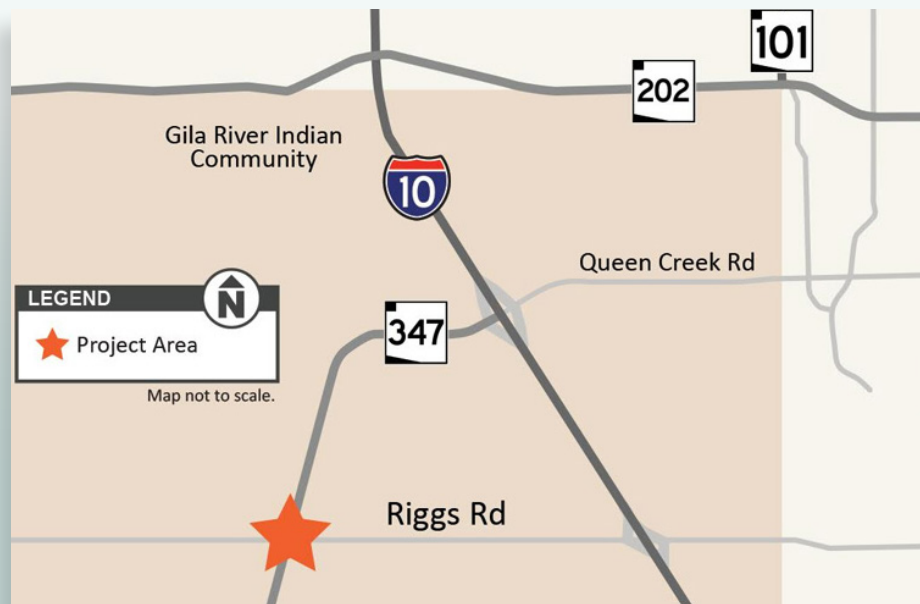 101
202
Gila River Indian
Community
10
Queen Creek Rd
LEGEND
N
Project Area
347
Map not to scale.
Riggs Rd